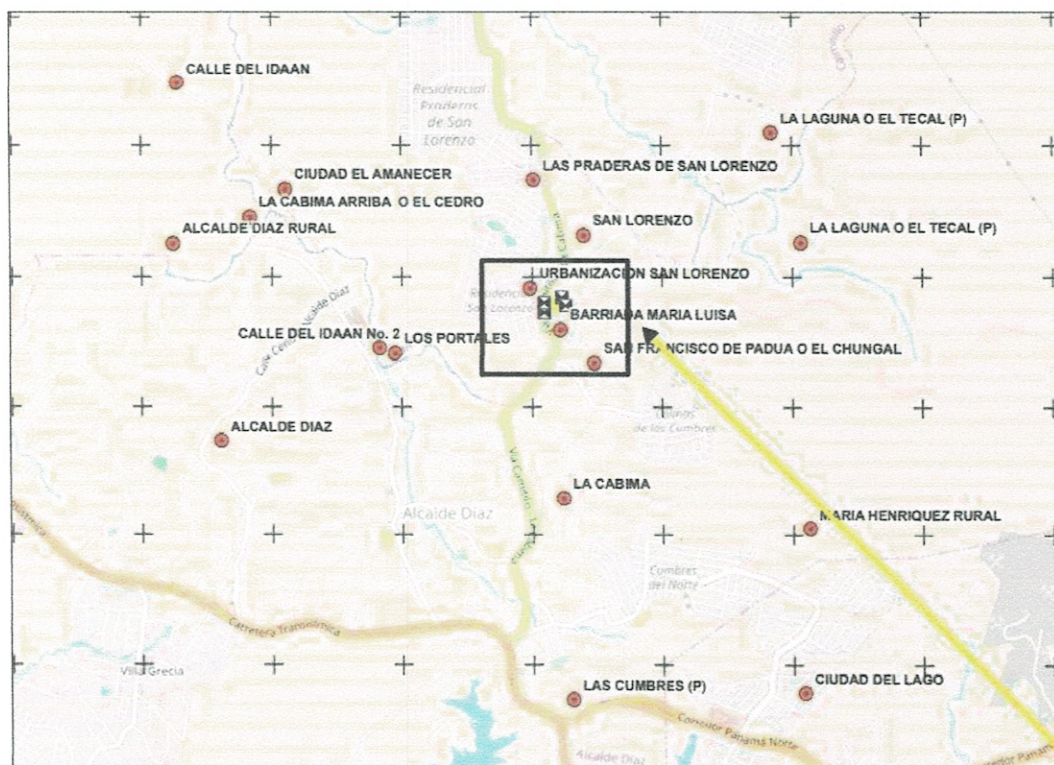 CALLE DEL IDAAN
Residencial
Praderas
de San
Lorenzo
LA LAGUNA O EL TECAL (P)
LAS PRADERAS DE SAN LORENZO
CIUDAD EL AMANECER
LA CABIMA ARRIBA O EL CEDRO
ALCALDE DIAZ RURAL
SAN LORENZO
LA LAGUNA O EL TECAL (P)
URBANIZACION SAN LORENZO
Residencial
San Lorenzo
BARRIADA MARIA LUISA
CALLE DEL IDAAN No. 2
LOS PORTALES
SAN FRANCISCO DE PADUA O EL CHUNGAL
Colinas
de las Cumbres
ALCALDE DIAZ
LA CABIMA
Alcalde Díaz
MARIA HENRIQUEZ RURAL
Cumbres
del Norte
Carretera Transístmica
Villa Grecia
LAS CUMBRES (P)
CIUDAD DEL LAGO
Corredor Panamá Norte
Alcalde Díaz